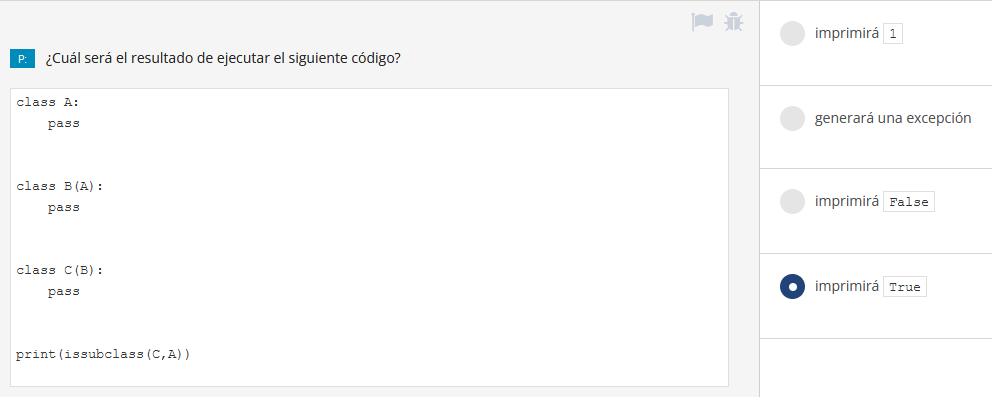 P: ¿Cuál será el resultado de ejecutar el siguiente código?
class A:
    pass
class B(A):
    pass
class C(B):
    pass
print(issubclass(C,A))
imprimirá 1
generará una excepción
imprimirá False
imprimirá True